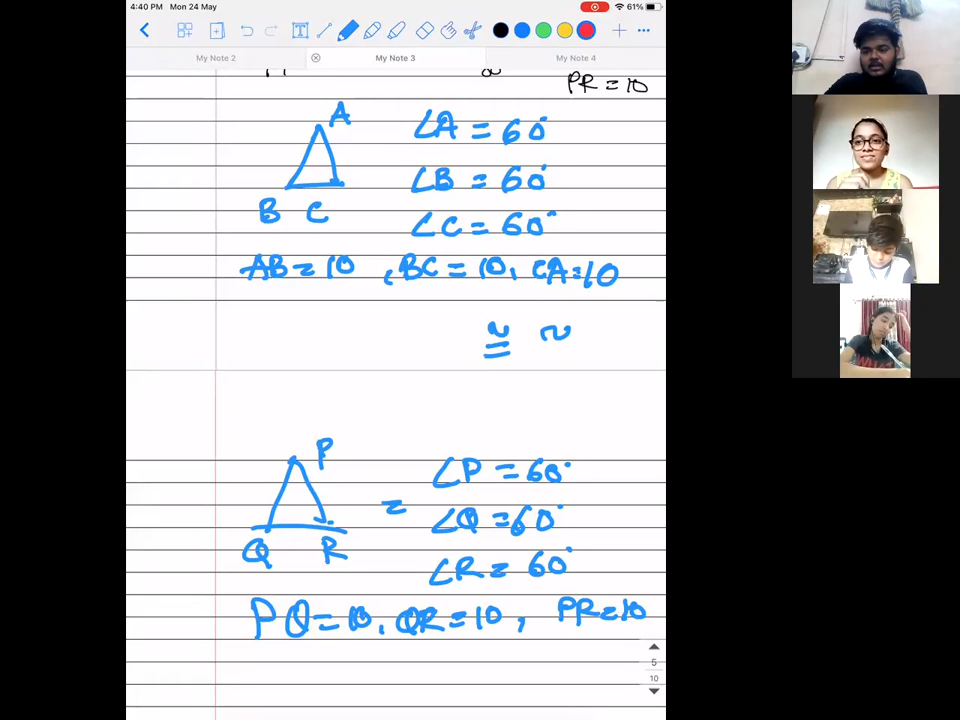 4:40 PM Mon 24 May 61%
My Note 2 My Note 3 My Note 4
PR = 10
A
∠A = 60°
∠B = 60°
B C
∠C = 60°
AB = 10 , BC = 10, CA = 10
≅ ~
P
∠P = 60°
=
∠Q = 60°
Q R
∠R = 60°
PQ = 10, QR = 10 , PR = 10
5
10